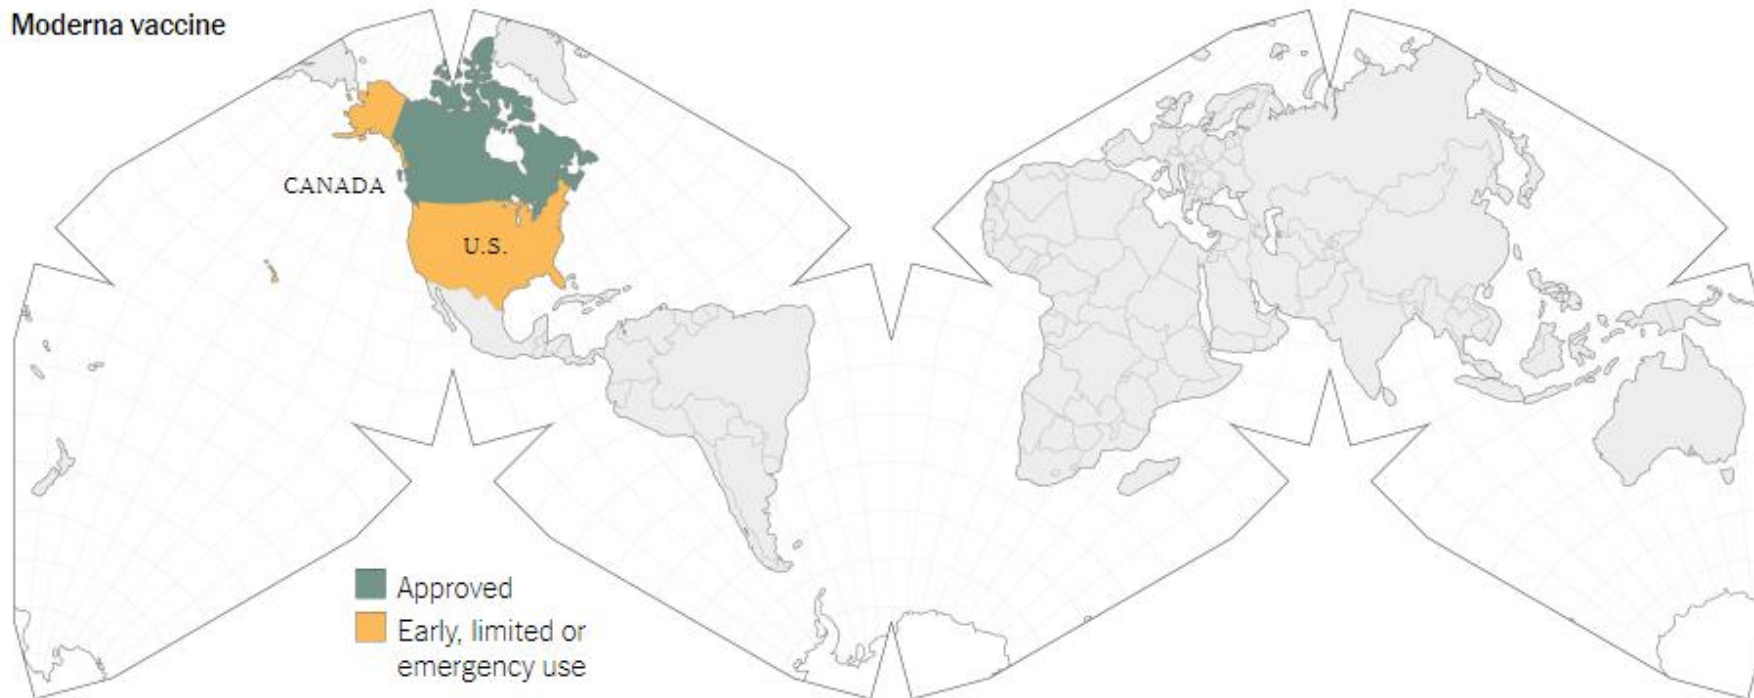 Moderna vaccine
CANADA
U.S.
Approved
Early, limited or
emergency use